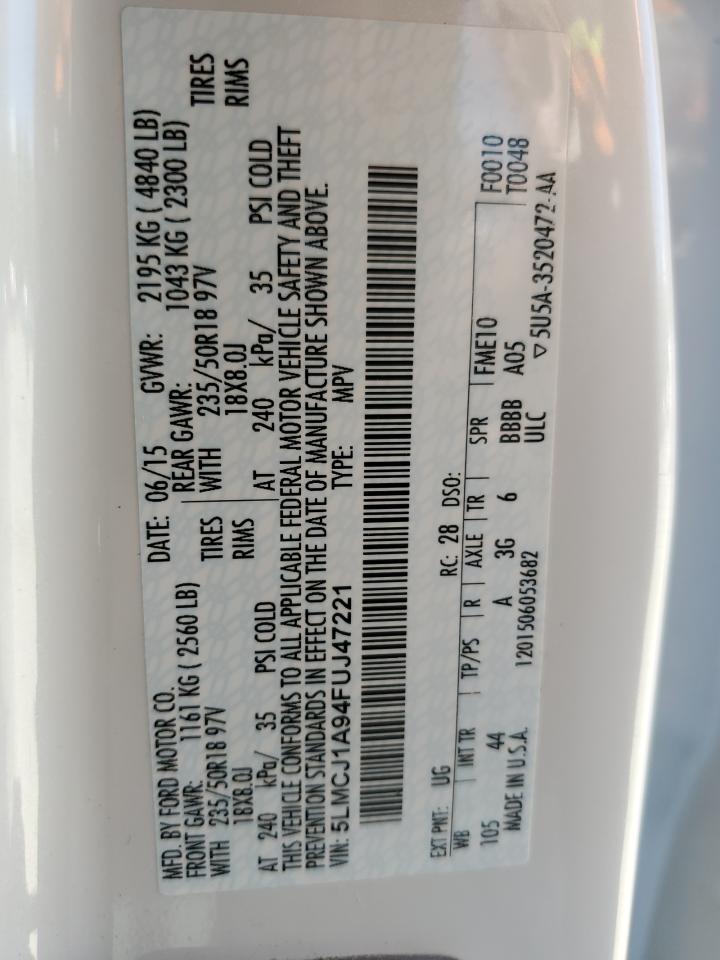 MFD. BY FORD MOTOR CO.
DATE: 06/15 GVWR: 2195 KG ( 4840 LB)
FRONT GAWR: 1161 KG ( 2560 LB) REAR GAWR: 1043 KG ( 2300 LB)
WITH 235/50R18 97V TIRES WITH 235/50R18 97V TIRES
18X8.0J RIMS 18X8.0J RIMS
AT 240 kPa/ 35 PSI COLD AT 240 kPa/ 35 PSI COLD
THIS VEHICLE CONFORMS TO ALL APPLICABLE FEDERAL MOTOR VEHICLE SAFETY AND THEFT
PREVENTION STANDARDS IN EFFECT ON THE DATE OF MANUFACTURE SHOWN ABOVE.
VIN: 5LMCJ1A94FUJ47221 TYPE: MPV
EXT PNT: UG RC: 28 DSO:
WB INT TR TP/PS R AXLE TR SPR FME10 F0010
105 44 A 3G 6 BBBB A05 T0048
MADE IN U.S.A. 1201506053682 ULC
▽ 5U5A-3520472-AA